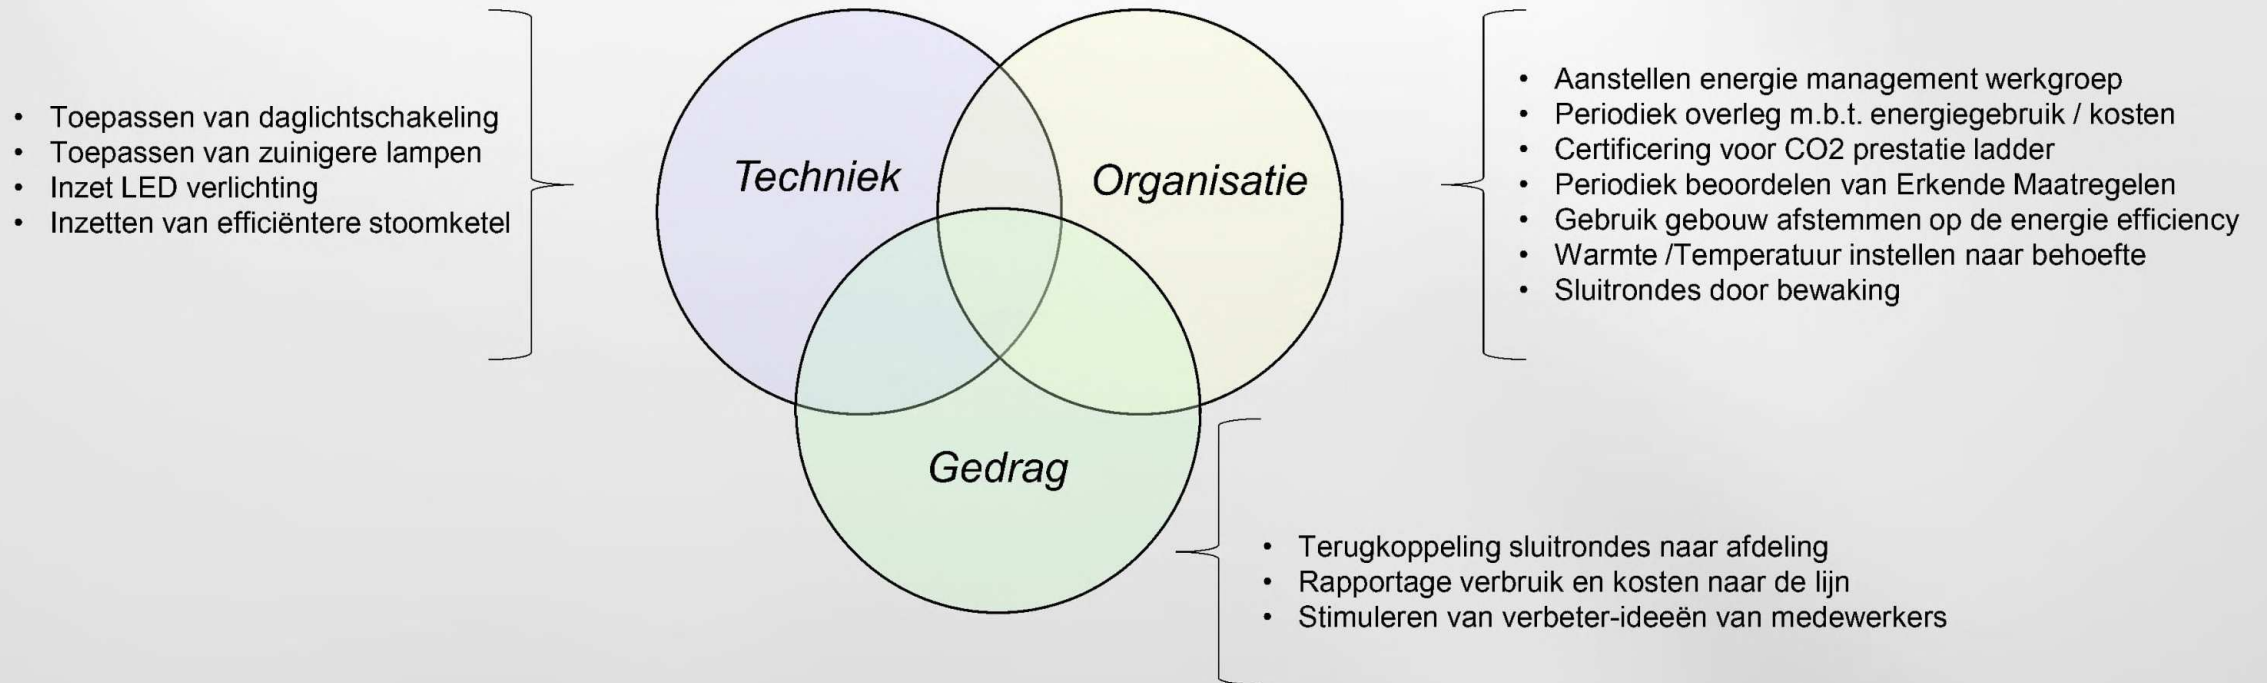 • Toepassen van daglichtschakeling
• Toepassen van zuinigere lampen
• Inzet LED verlichting
• Inzetten van efficiëntere stoomketel
Techniek
Organisatie
Gedrag
• Aanstellen energie management werkgroep
• Periodiek overleg m.b.t. energiegebruik / kosten
• Certificering voor CO2 prestatie ladder
• Periodiek beoordelen van Erkende Maatregelen
• Gebruik gebouw afstemmen op de energie efficiency
• Warmte /Temperatuur instellen naar behoefte
• Sluitrondes door bewaking
• Terugkoppeling sluitrondes naar afdeling
• Rapportage verbruik en kosten naar de lijn
• Stimuleren van verbeter-ideeën van medewerkers